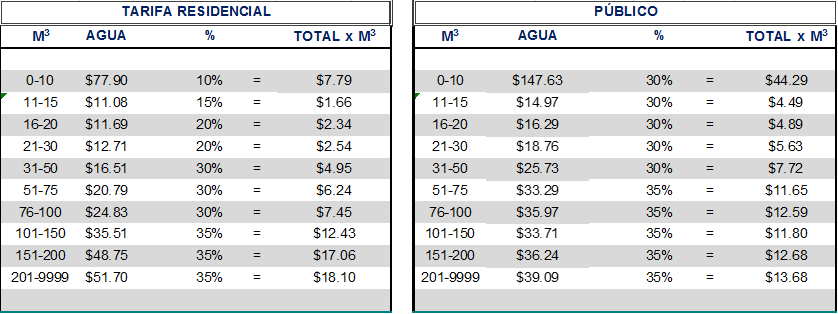 TARIFA RESIDENCIAL
M³ AGUA % TOTAL x M³
0-10 $77.90 10% = $7.79
11-15 $11.08 15% = $1.66
16-20 $11.69 20% = $2.34
21-30 $12.71 20% = $2.54
31-50 $16.51 30% = $4.95
51-75 $20.79 30% = $6.24
76-100 $24.83 30% = $7.45
101-150 $35.51 35% = $12.43
151-200 $48.75 35% = $17.06
201-9999 $51.70 35% = $18.10
PÚBLICO
M³ AGUA % TOTAL x M³
0-10 $147.63 30% = $44.29
11-15 $14.97 30% = $4.49
16-20 $16.29 30% = $4.89
21-30 $18.76 30% = $5.63
31-50 $25.73 30% = $7.72
51-75 $33.29 35% = $11.65
76-100 $35.97 35% = $12.59
101-150 $33.71 35% = $11.80
151-200 $36.24 35% = $12.68
201-9999 $39.09 35% = $13.68